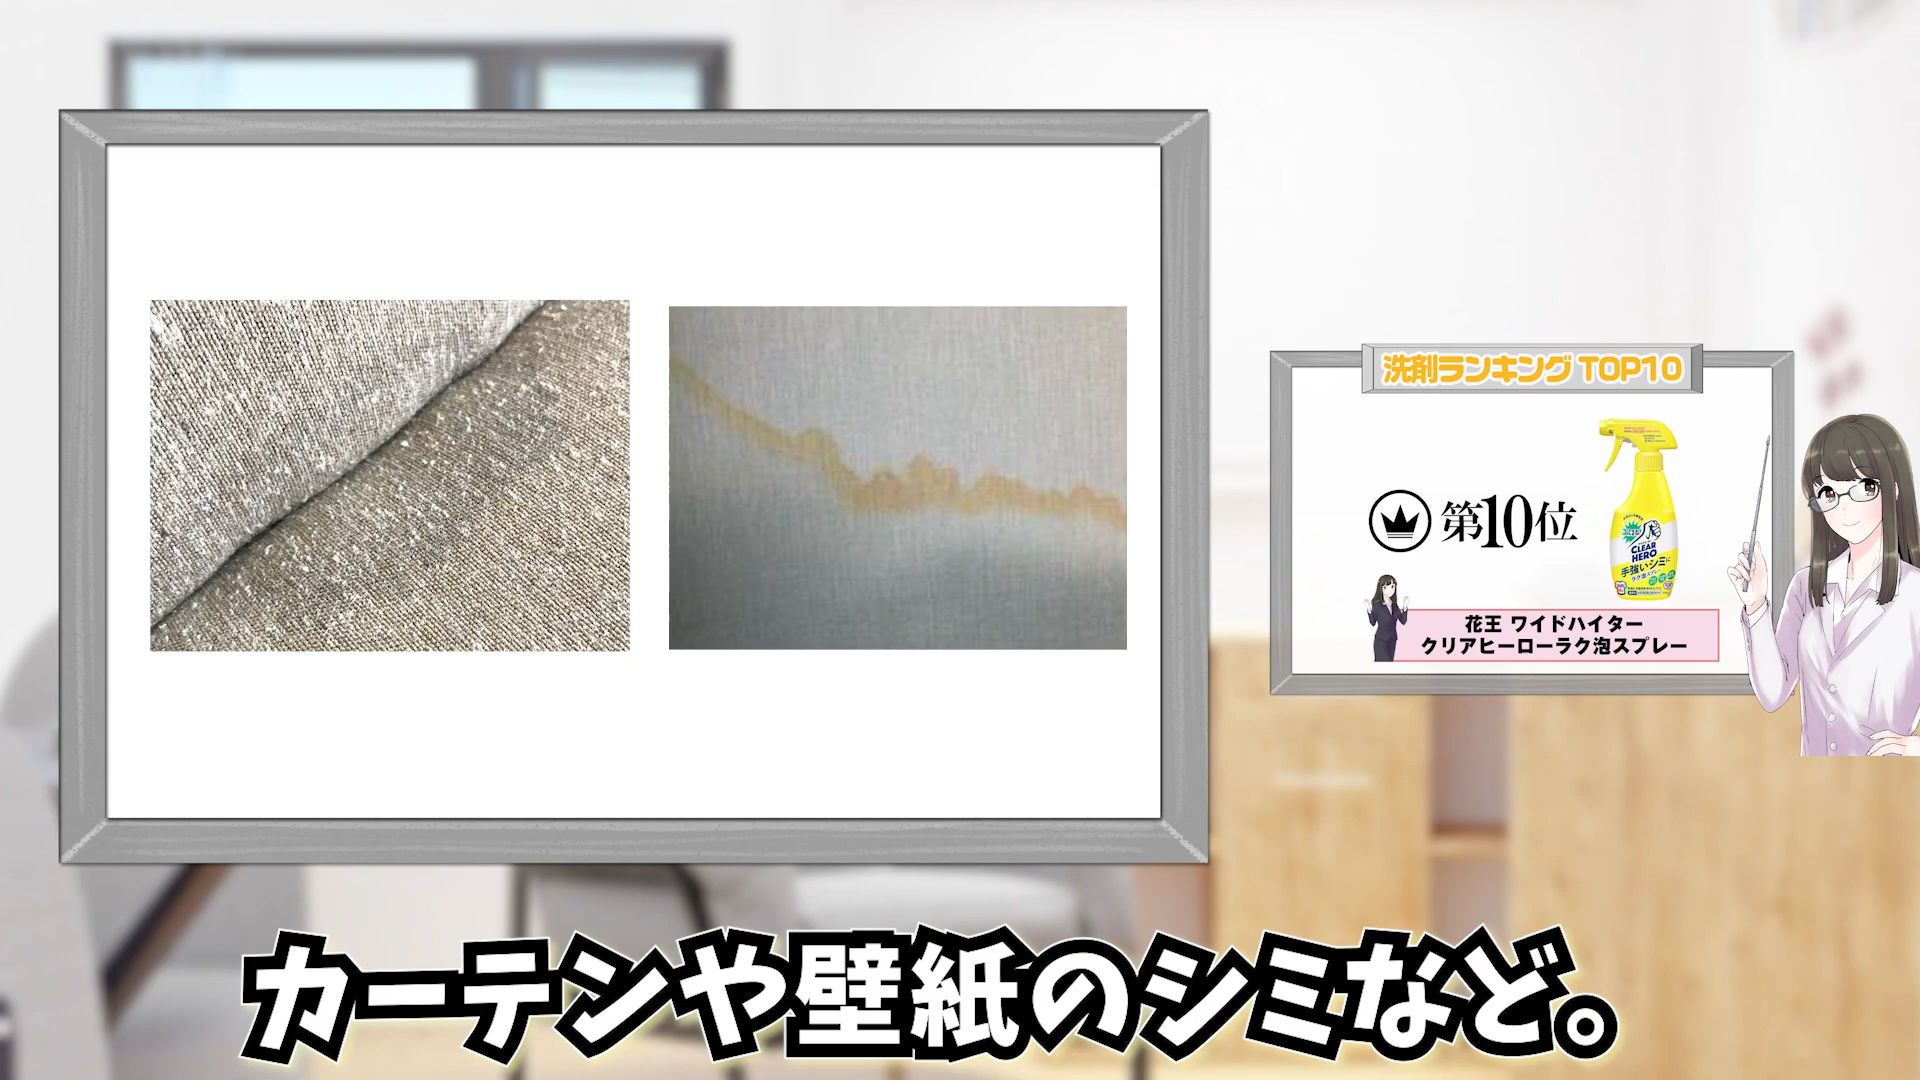 洗剤ランキング TOP10
第10位
CLEAR
HERO
手強いシミに
花王 ワイドハイター
クリアヒーローラク泡スプレー
カーテンや壁紙のシミなど。